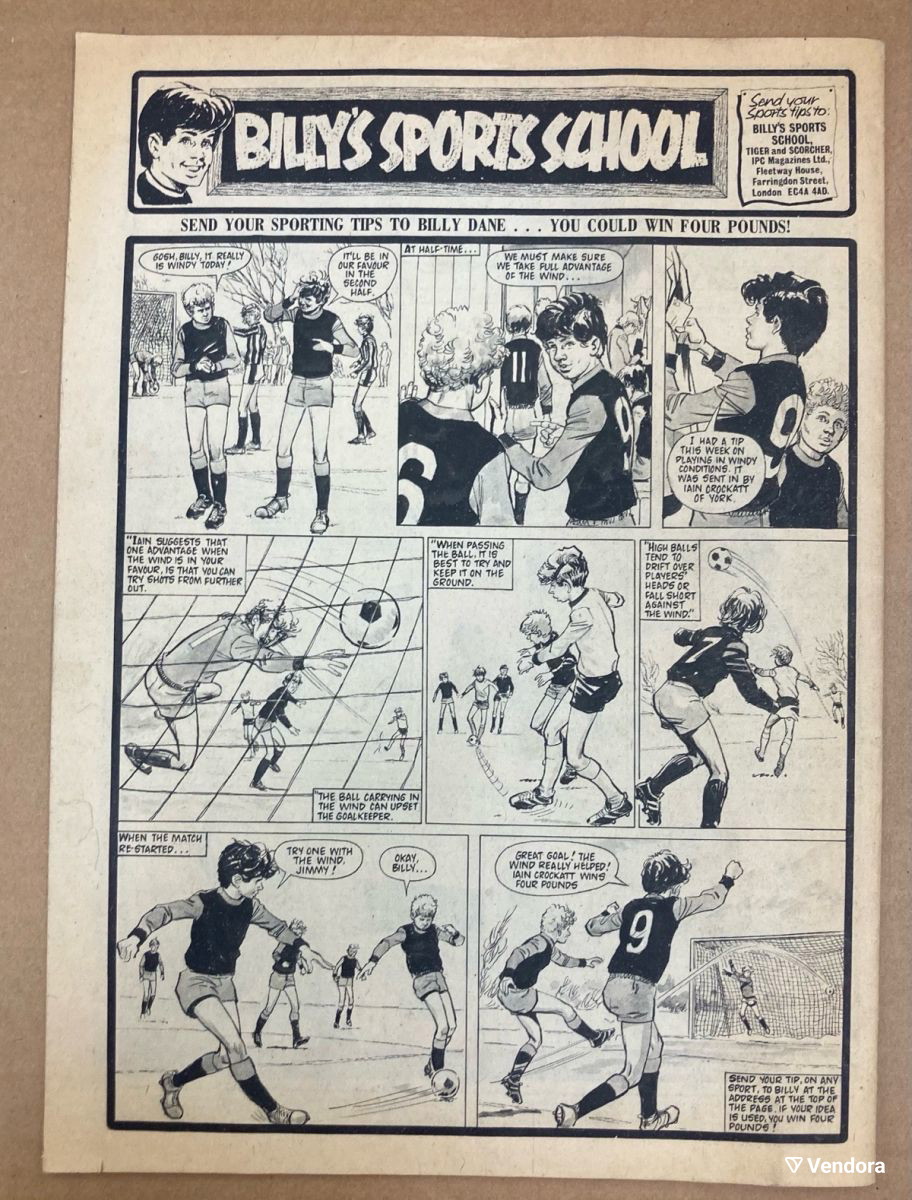 BILLY'S SPORTS SCHOOL
Send your
Sports tips to:
BILLY'S SPORTS
SCHOOL,
TIGER and SCORCHER,
IPC Magazines Ltd.,
Fleetway House,
Farringdon Street,
London EC4A 4AD.
SEND YOUR SPORTING TIPS TO BILLY DANE . . . YOU COULD WIN FOUR POUNDS!
GOSH, BILLY, IT REALLY
IS WINDY TODAY!
IT'LL BE IN
OUR FAVOUR
IN THE
SECOND
HALF.
AT HALF-TIME...
WE MUST MAKE SURE
WE TAKE FULL ADVANTAGE
OF THE WIND...
11
6
9
I HAD A TIP
THIS WEEK ON
PLAYING IN WINDY
CONDITIONS. IT
WAS SENT IN BY
IAIN CROCKATT
OF YORK.
9
"IAIN SUGGESTS THAT
ONE ADVANTAGE WHEN
THE WIND IS IN YOUR
FAVOUR, IS THAT YOU CAN
TRY SHOTS FROM FURTHER
OUT.
"THE BALL CARRYING IN
THE WIND CAN UPSET
THE GOALKEEPER.
"WHEN PASSING
THE BALL, IT IS
BEST TO TRY AND
KEEP IT ON THE
GROUND.
"HIGH BALLS
TEND TO
DRIFT OVER
PLAYERS'
HEADS OR
FALL SHORT
AGAINST
THE WIND."
7
WHEN THE MATCH
RE-STARTED...
TRY ONE WITH
THE WIND,
JIMMY!
OKAY,
BILLY...
GREAT GOAL! THE
WIND REALLY HELPED!
IAIN CROCKATT WINS
FOUR POUNDS
9
SEND YOUR TIP, ON ANY
SPORT, TO BILLY AT THE
ADDRESS AT THE TOP OF
THE PAGE. IF YOUR IDEA
IS USED, YOU WIN FOUR
POUNDS!
Vendora